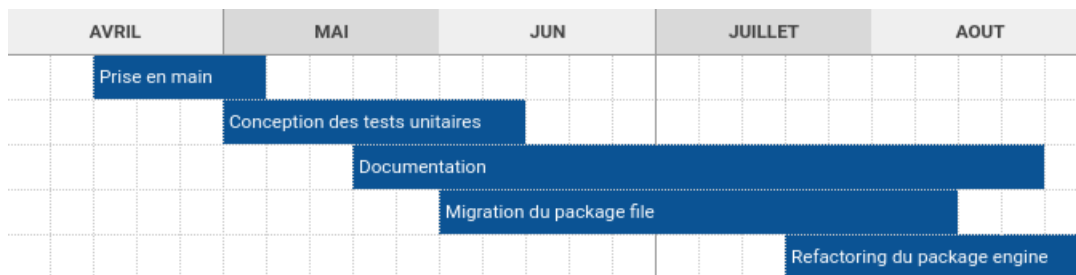 AVRIL MAI JUN JUILLET AOUT
Prise en main
Conception des tests unitaires
Documentation
Migration du package file
Refactoring du package engine